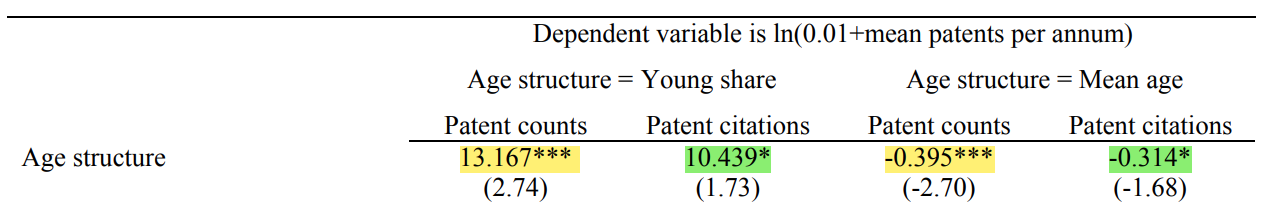 Dependent variable is ln(0.01+mean patents per annum)
Age structure = Young share Age structure = Mean age
Patent counts Patent citations Patent counts Patent citations
Age structure 13.167*** 10.439* -0.395*** -0.314*
(2.74) (1.73) (-2.70) (-1.68)